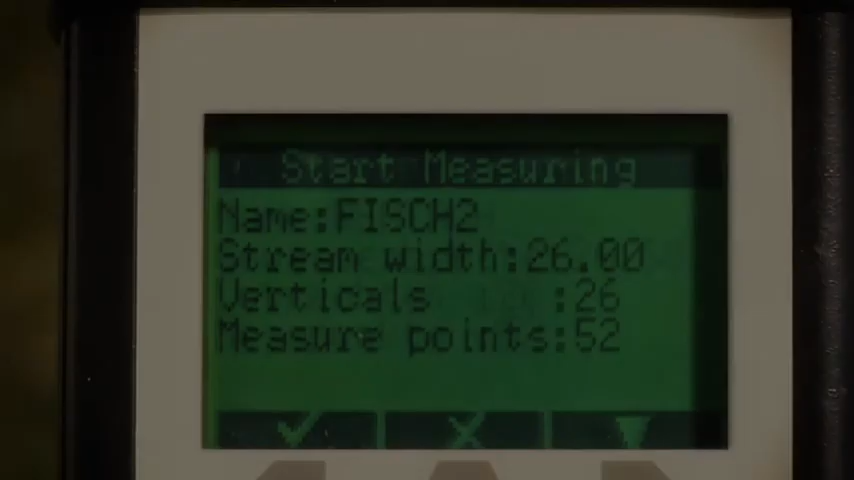 Start Measuring
Name:FISCH2
Stream width:26.00
Verticals :26
Measure points:52